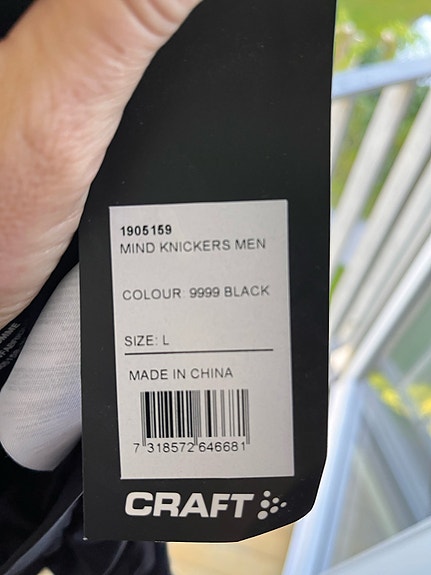 1905159
MIND KNICKERS MEN
COLOUR: 9999 BLACK
SIZE: L
MADE IN CHINA
7 318572 646681
CRAFT